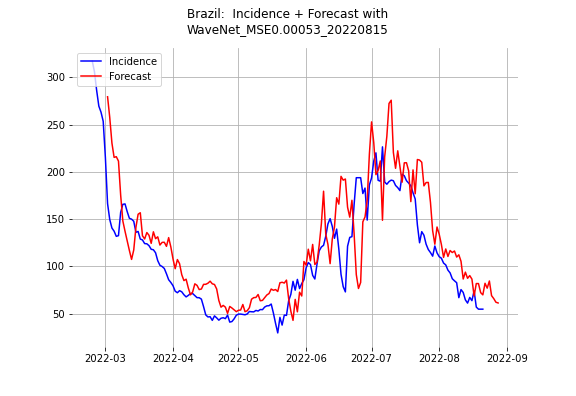 Brazil:  Incidence + Forecast with
WaveNet_MSE0.00053_20220815
Incidence
Forecast
300
250
200
150
100
50
2022-03 2022-04 2022-05 2022-06 2022-07 2022-08 2022-09